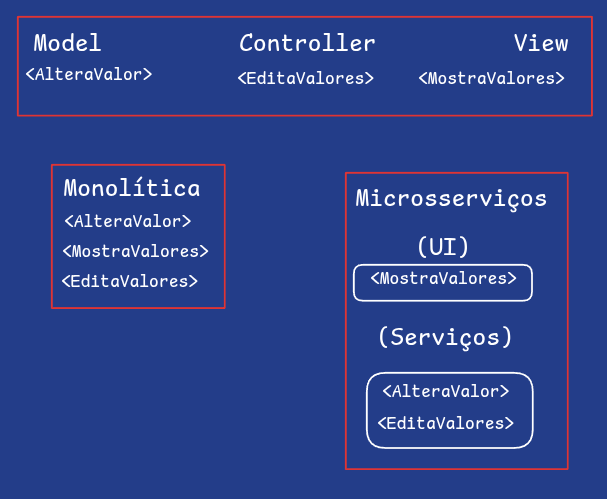 Model
<AlteraValor>
Controller
<EditaValores>
View
<MostraValores>
Monolítica
<AlteraValor>
<MostraValores>
<EditaValores>
Microsserviços
(UI)
<MostraValores>
(Serviços)
<AlteraValor>
<EditaValores>